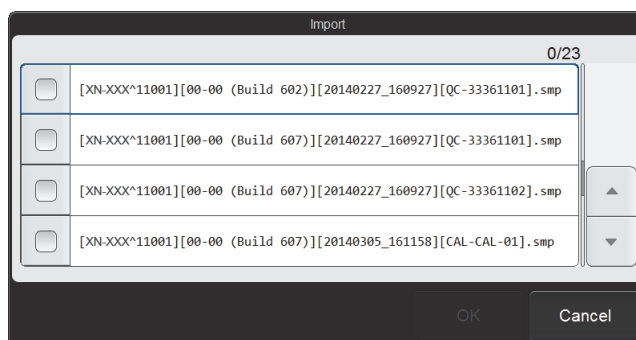 Import
0/23
[XN-XXX^11001][00-00 (Build 602)][20140227_160927][QC-33361101].smp
[XN-XXX^11001][00-00 (Build 607)][20140227_160927][QC-33361101].smp
[XN-XXX^11001][00-00 (Build 607)][20140227_160927][QC-33361102].smp
[XN-XXX^11001][00-00 (Build 607)][20140305_161158][CAL-CAL-01].smp
OK
Cancel